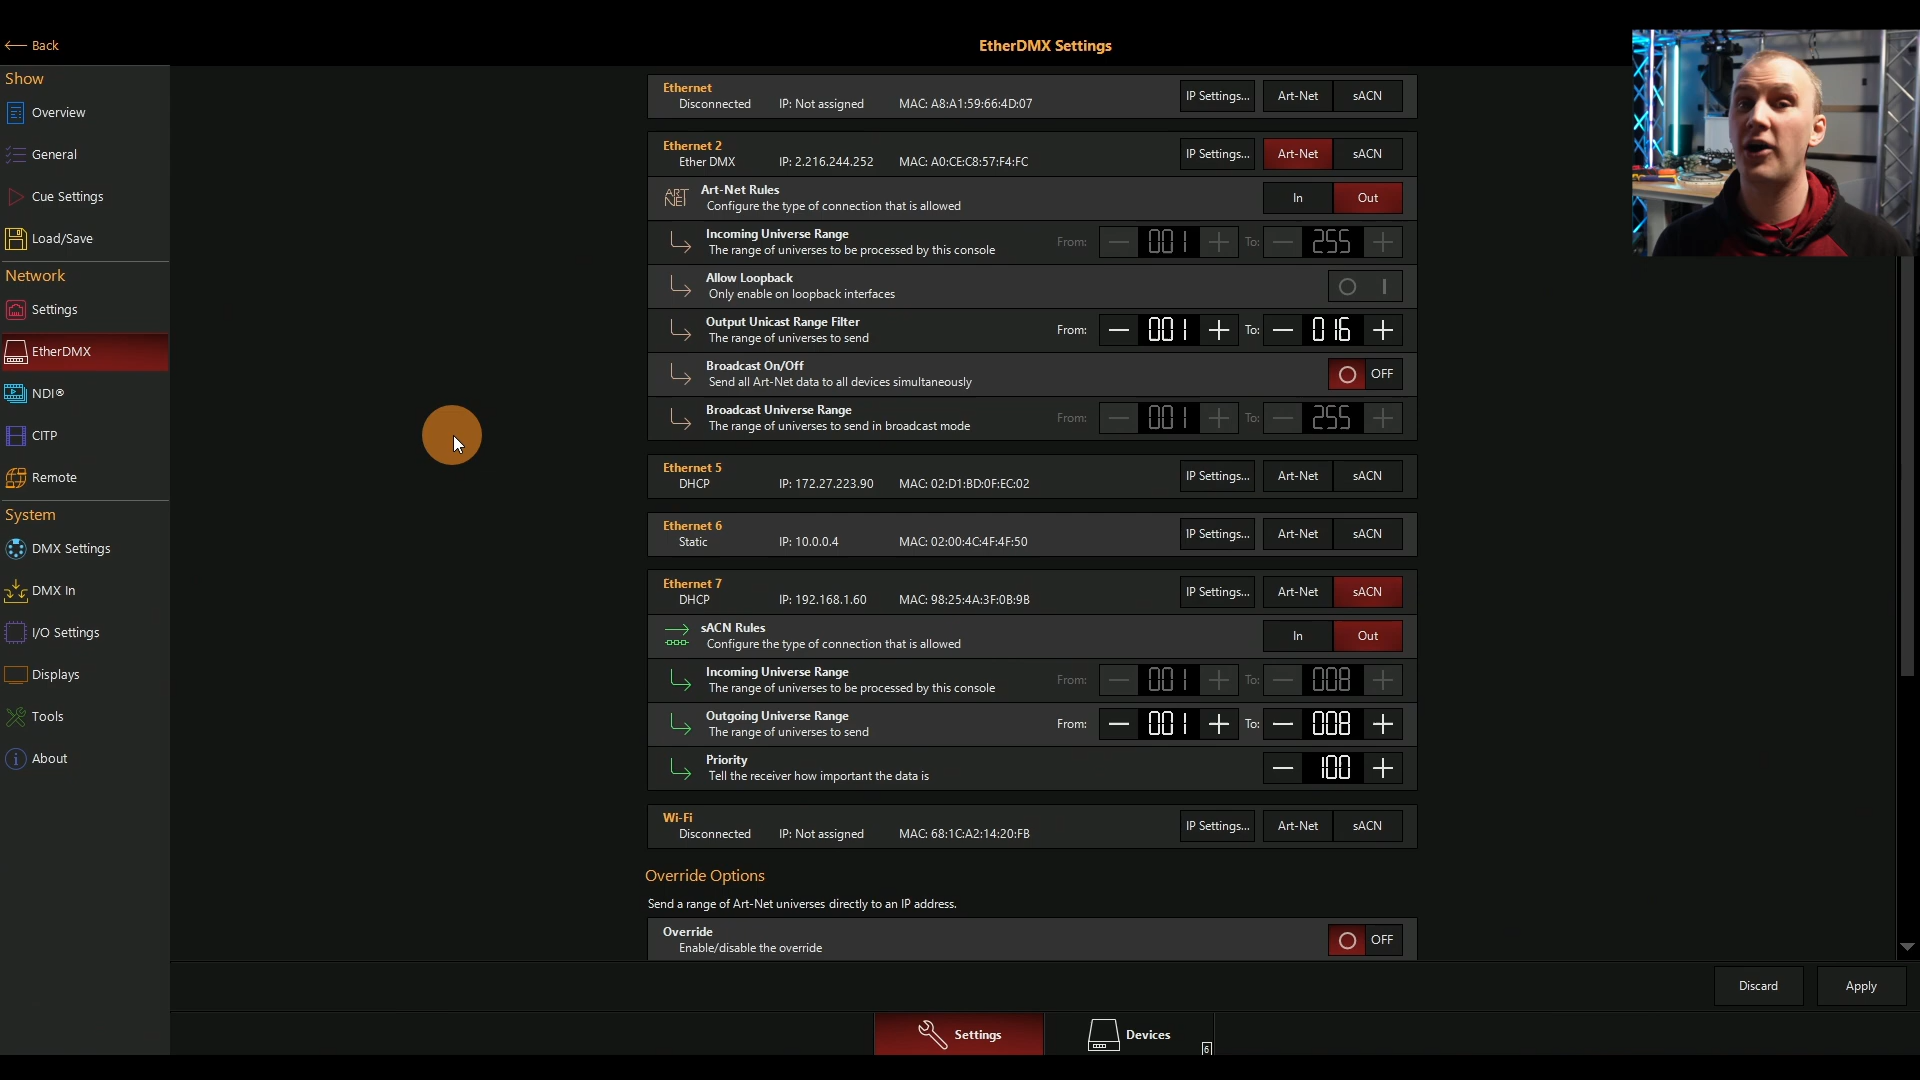 Back
EtherDMX Settings
Show
Overview
General
Cue Settings
Load/Save
Network
Settings
EtherDMX
NDI®
CITP
Remote
System
DMX Settings
DMX In
I/O Settings
Displays
Tools
About
Ethernet
Disconnected IP: Not assigned MAC: A8:A1:59:66:4D:07 IP Settings... Art-Net sACN
Ethernet 2
Ether DMX IP: 2.216.244.252 MAC: A0:CE:C8:57:F4:FC IP Settings... Art-Net sACN
ART NET
Art-Net Rules
Configure the type of connection that is allowed In Out
Incoming Universe Range
The range of universes to be processed by this console From: 001 To: 255
Allow Loopback
Only enable on loopback interfaces
Output Unicast Range Filter
The range of universes to send From: 001 To: 016
Broadcast On/Off
Send all Art-Net data to all devices simultaneously OFF
Broadcast Universe Range
The range of universes to send in broadcast mode From: 001 To: 255
Ethernet 5
DHCP IP: 172.27.223.90 MAC: 02:D1:BD:0F:EC:02 IP Settings... Art-Net sACN
Ethernet 6
Static IP: 10.0.0.4 MAC: 02:00:4C:4F:4F:50 IP Settings... Art-Net sACN
Ethernet 7
DHCP IP: 192.168.1.60 MAC: 98:25:4A:3F:0B:9B IP Settings... Art-Net sACN
sACN Rules
Configure the type of connection that is allowed In Out
Incoming Universe Range
The range of universes to be processed by this console From: 001 To: 008
Outgoing Universe Range
The range of universes to send From: 001 To: 008
Priority
Tell the receiver how important the data is 100
Wi-Fi
Disconnected IP: Not assigned MAC: 68:1C:A2:14:20:FB IP Settings... Art-Net sACN
Override Options
Send a range of Art-Net universes directly to an IP address.
Override
Enable/disable the override OFF
Discard Apply
Settings Devices 6